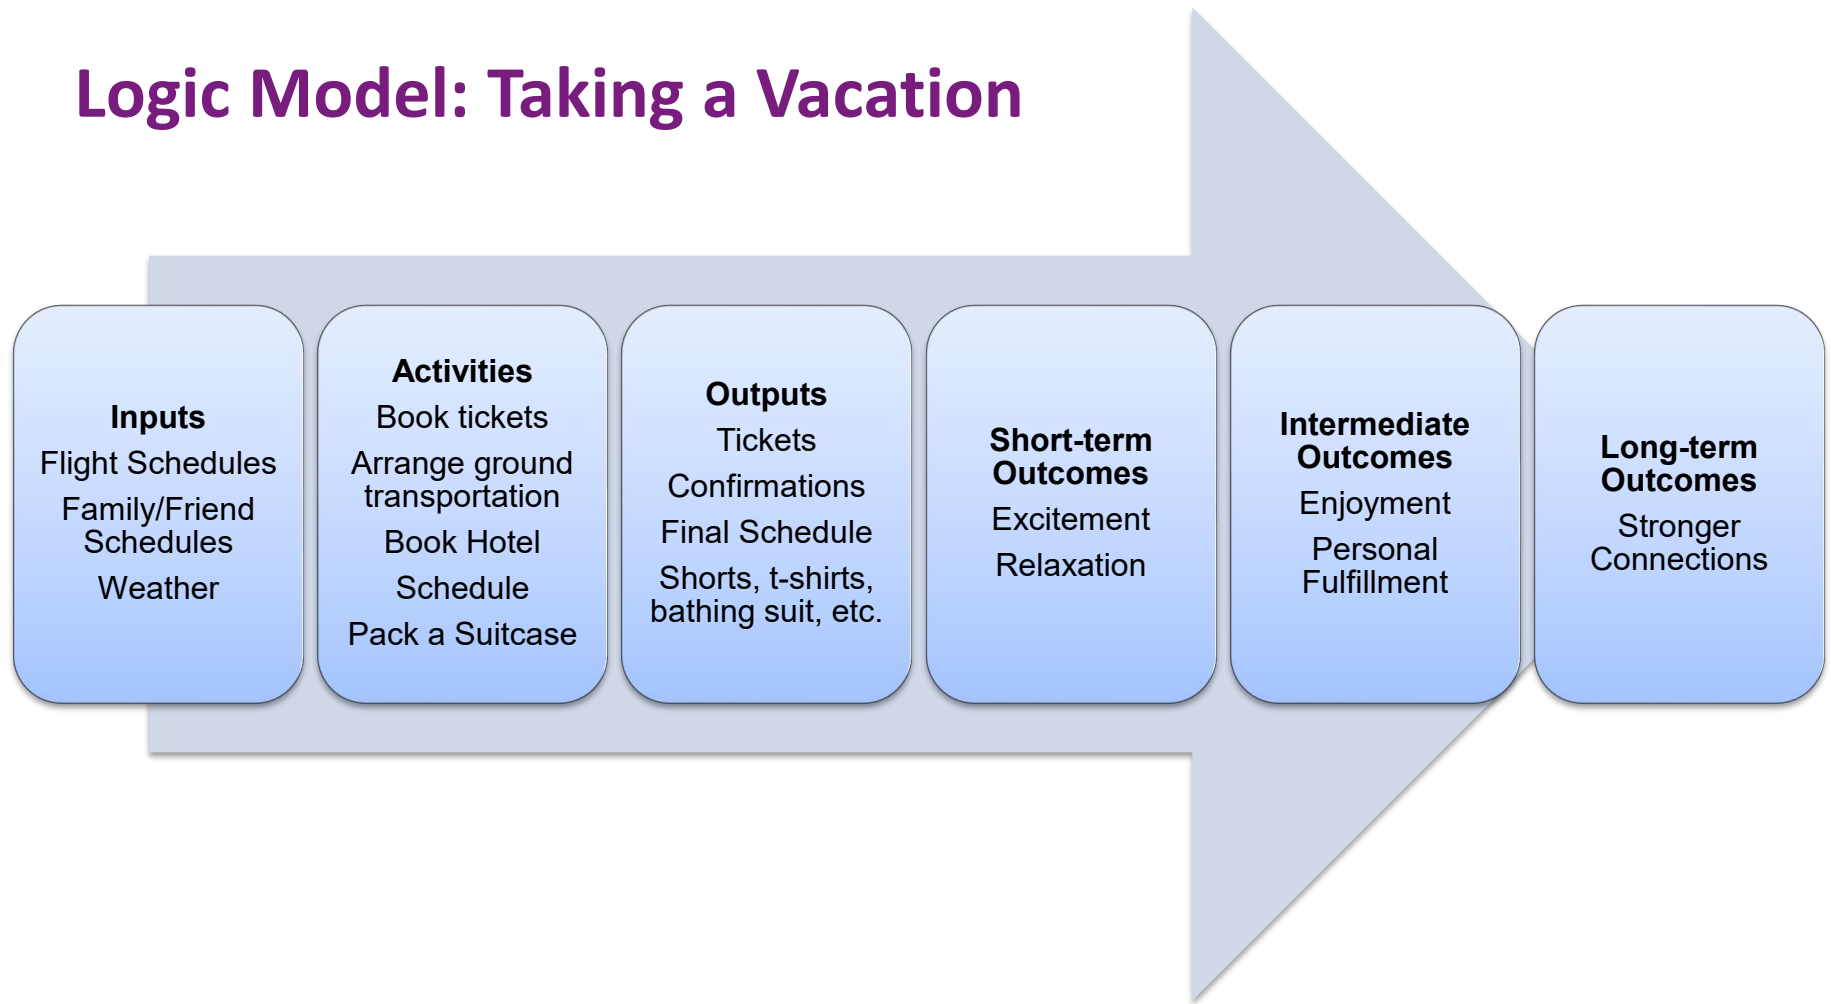 Logic Model: Taking a Vacation
Inputs
Flight Schedules
Family/Friend
Schedules
Weather
Activities
Book tickets
Arrange ground
transportation
Book Hotel
Schedule
Pack a Suitcase
Outputs
Tickets
Confirmations
Final Schedule
Shorts, t-shirts,
bathing suit, etc.
Short-term
Outcomes
Excitement
Relaxation
Intermediate
Outcomes
Enjoyment
Personal
Fulfillment
Long-term
Outcomes
Stronger
Connections